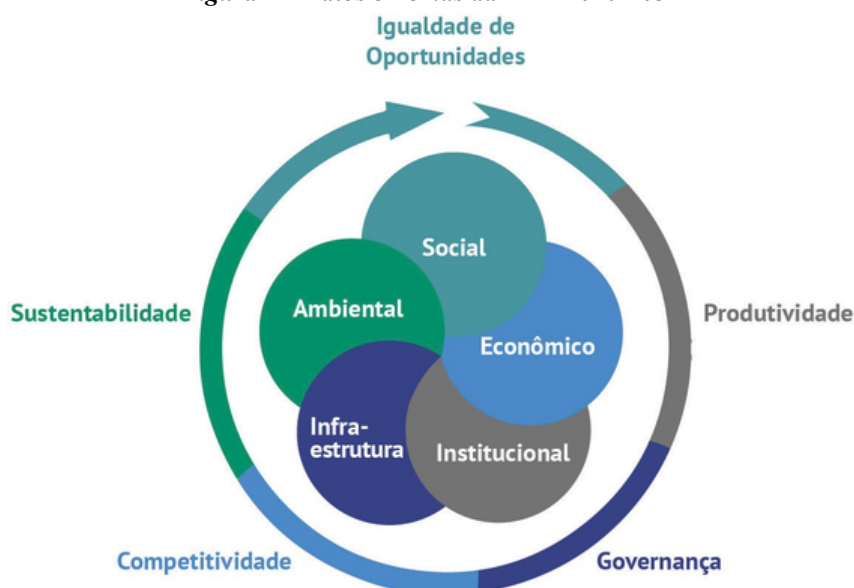 Igualdade de
Oportunidades
Social
Ambiental
Sustentabilidade
Produtividade
Econômico
Infra-
estrutura
Institucional
Competitividade
Governança